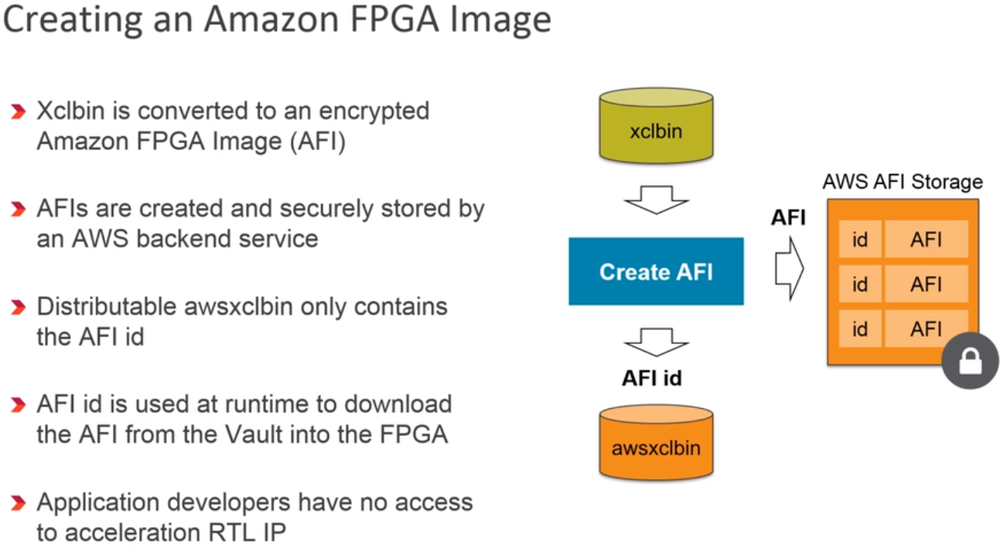 Creating an Amazon FPGA Image
Xclbin is converted to an encrypted
Amazon FPGA Image (AFI)
AFIs are created and securely stored by
an AWS backend service
Distributable awsxclbin only contains
the AFI id
AFI id is used at runtime to download
the AFI from the Vault into the FPGA
Application developers have no access
to acceleration RTL IP
xclbin
Create AFI
AFI id
awsxclbin
AFI
AWS AFI Storage
id AFI
id AFI
id AFI